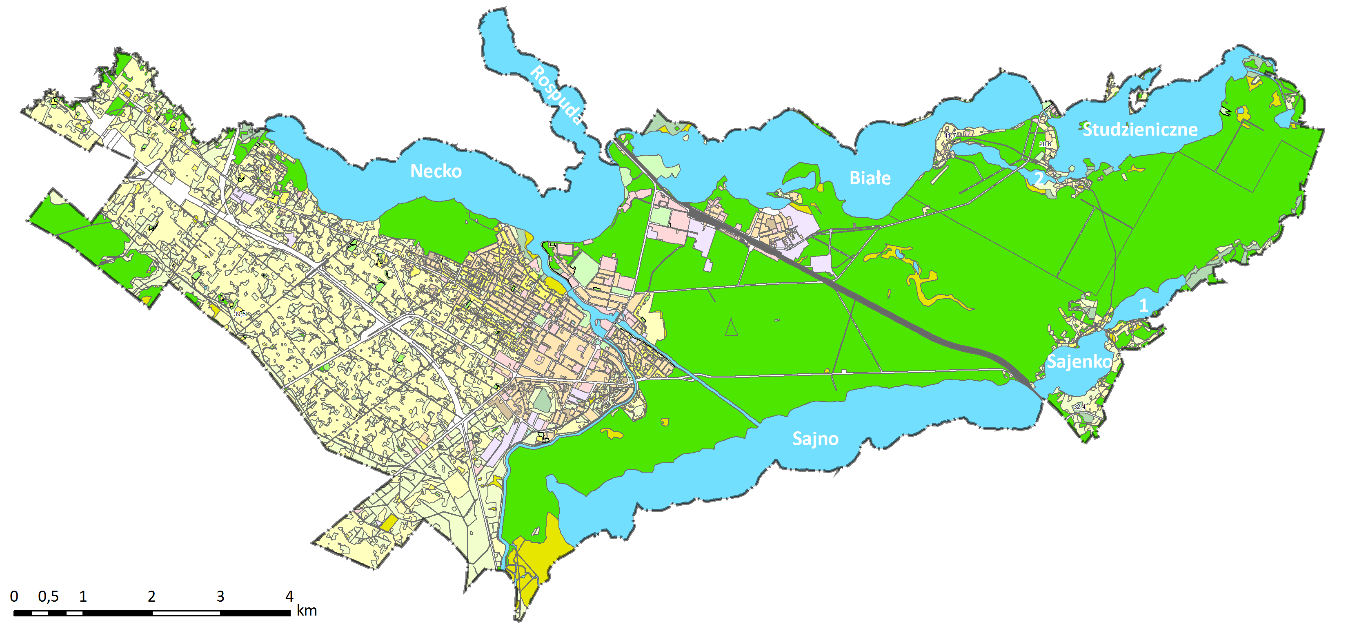 Rospuda
Studzieniczne
Necko
Białe
2
1
Sajenko
Sajno
0 0,5 1 2 3 4
km